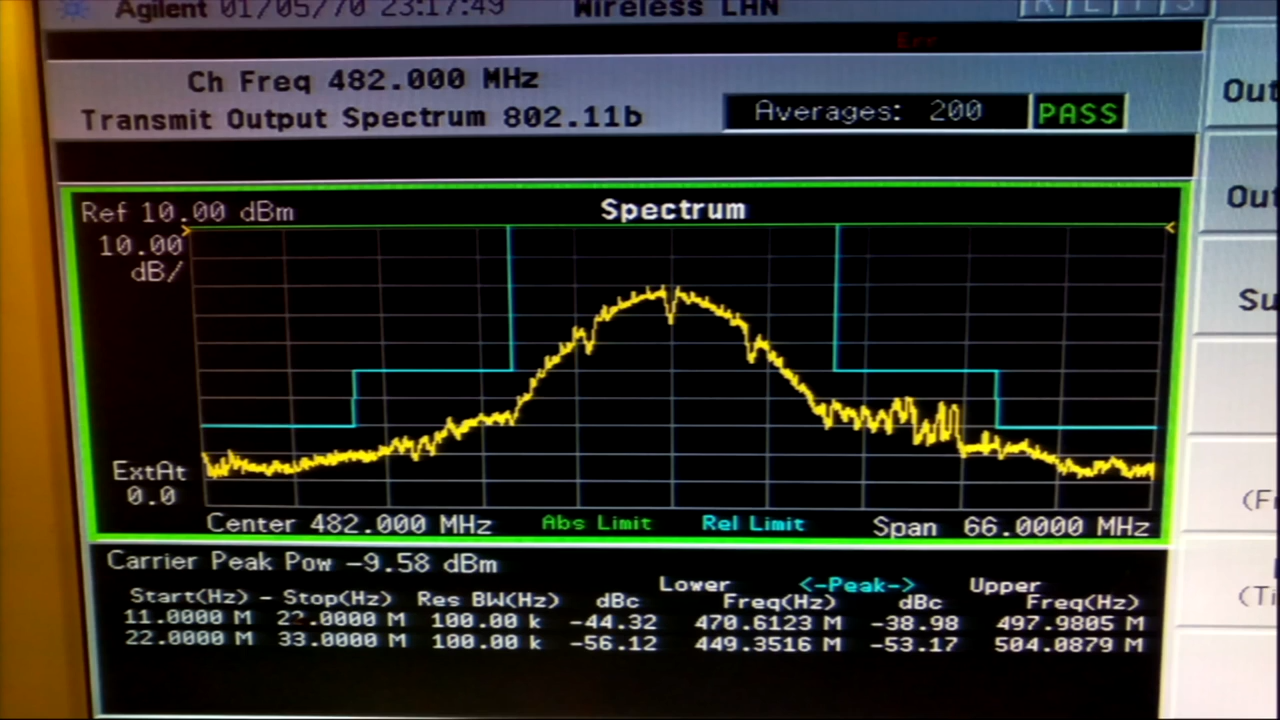 Agilent 01/05/70 23:17:49 Wireless LAN R L T S
Err
Ch Freq 482.000 MHz
Transmit Output Spectrum 802.11b Averages: 200 PASS
Ref 10.00 dBm Spectrum
10.00
dB/
ExtAt
0.0
Center 482.000 MHz Abs Limit Rel Limit Span 66.0000 MHz
Carrier Peak Pow -9.58 dBm
Lower <-Peak-> Upper
Start(Hz) - Stop(Hz) Res BW(Hz) dBc Freq(Hz) dBc Freq(Hz)
11.0000 M 22.0000 M 100.00 k -44.32 470.6123 M -38.98 497.9805 M
22.0000 M 33.0000 M 100.00 k -56.12 449.3516 M -53.17 504.0879 M
Out
Out
Su
(F
(Ti